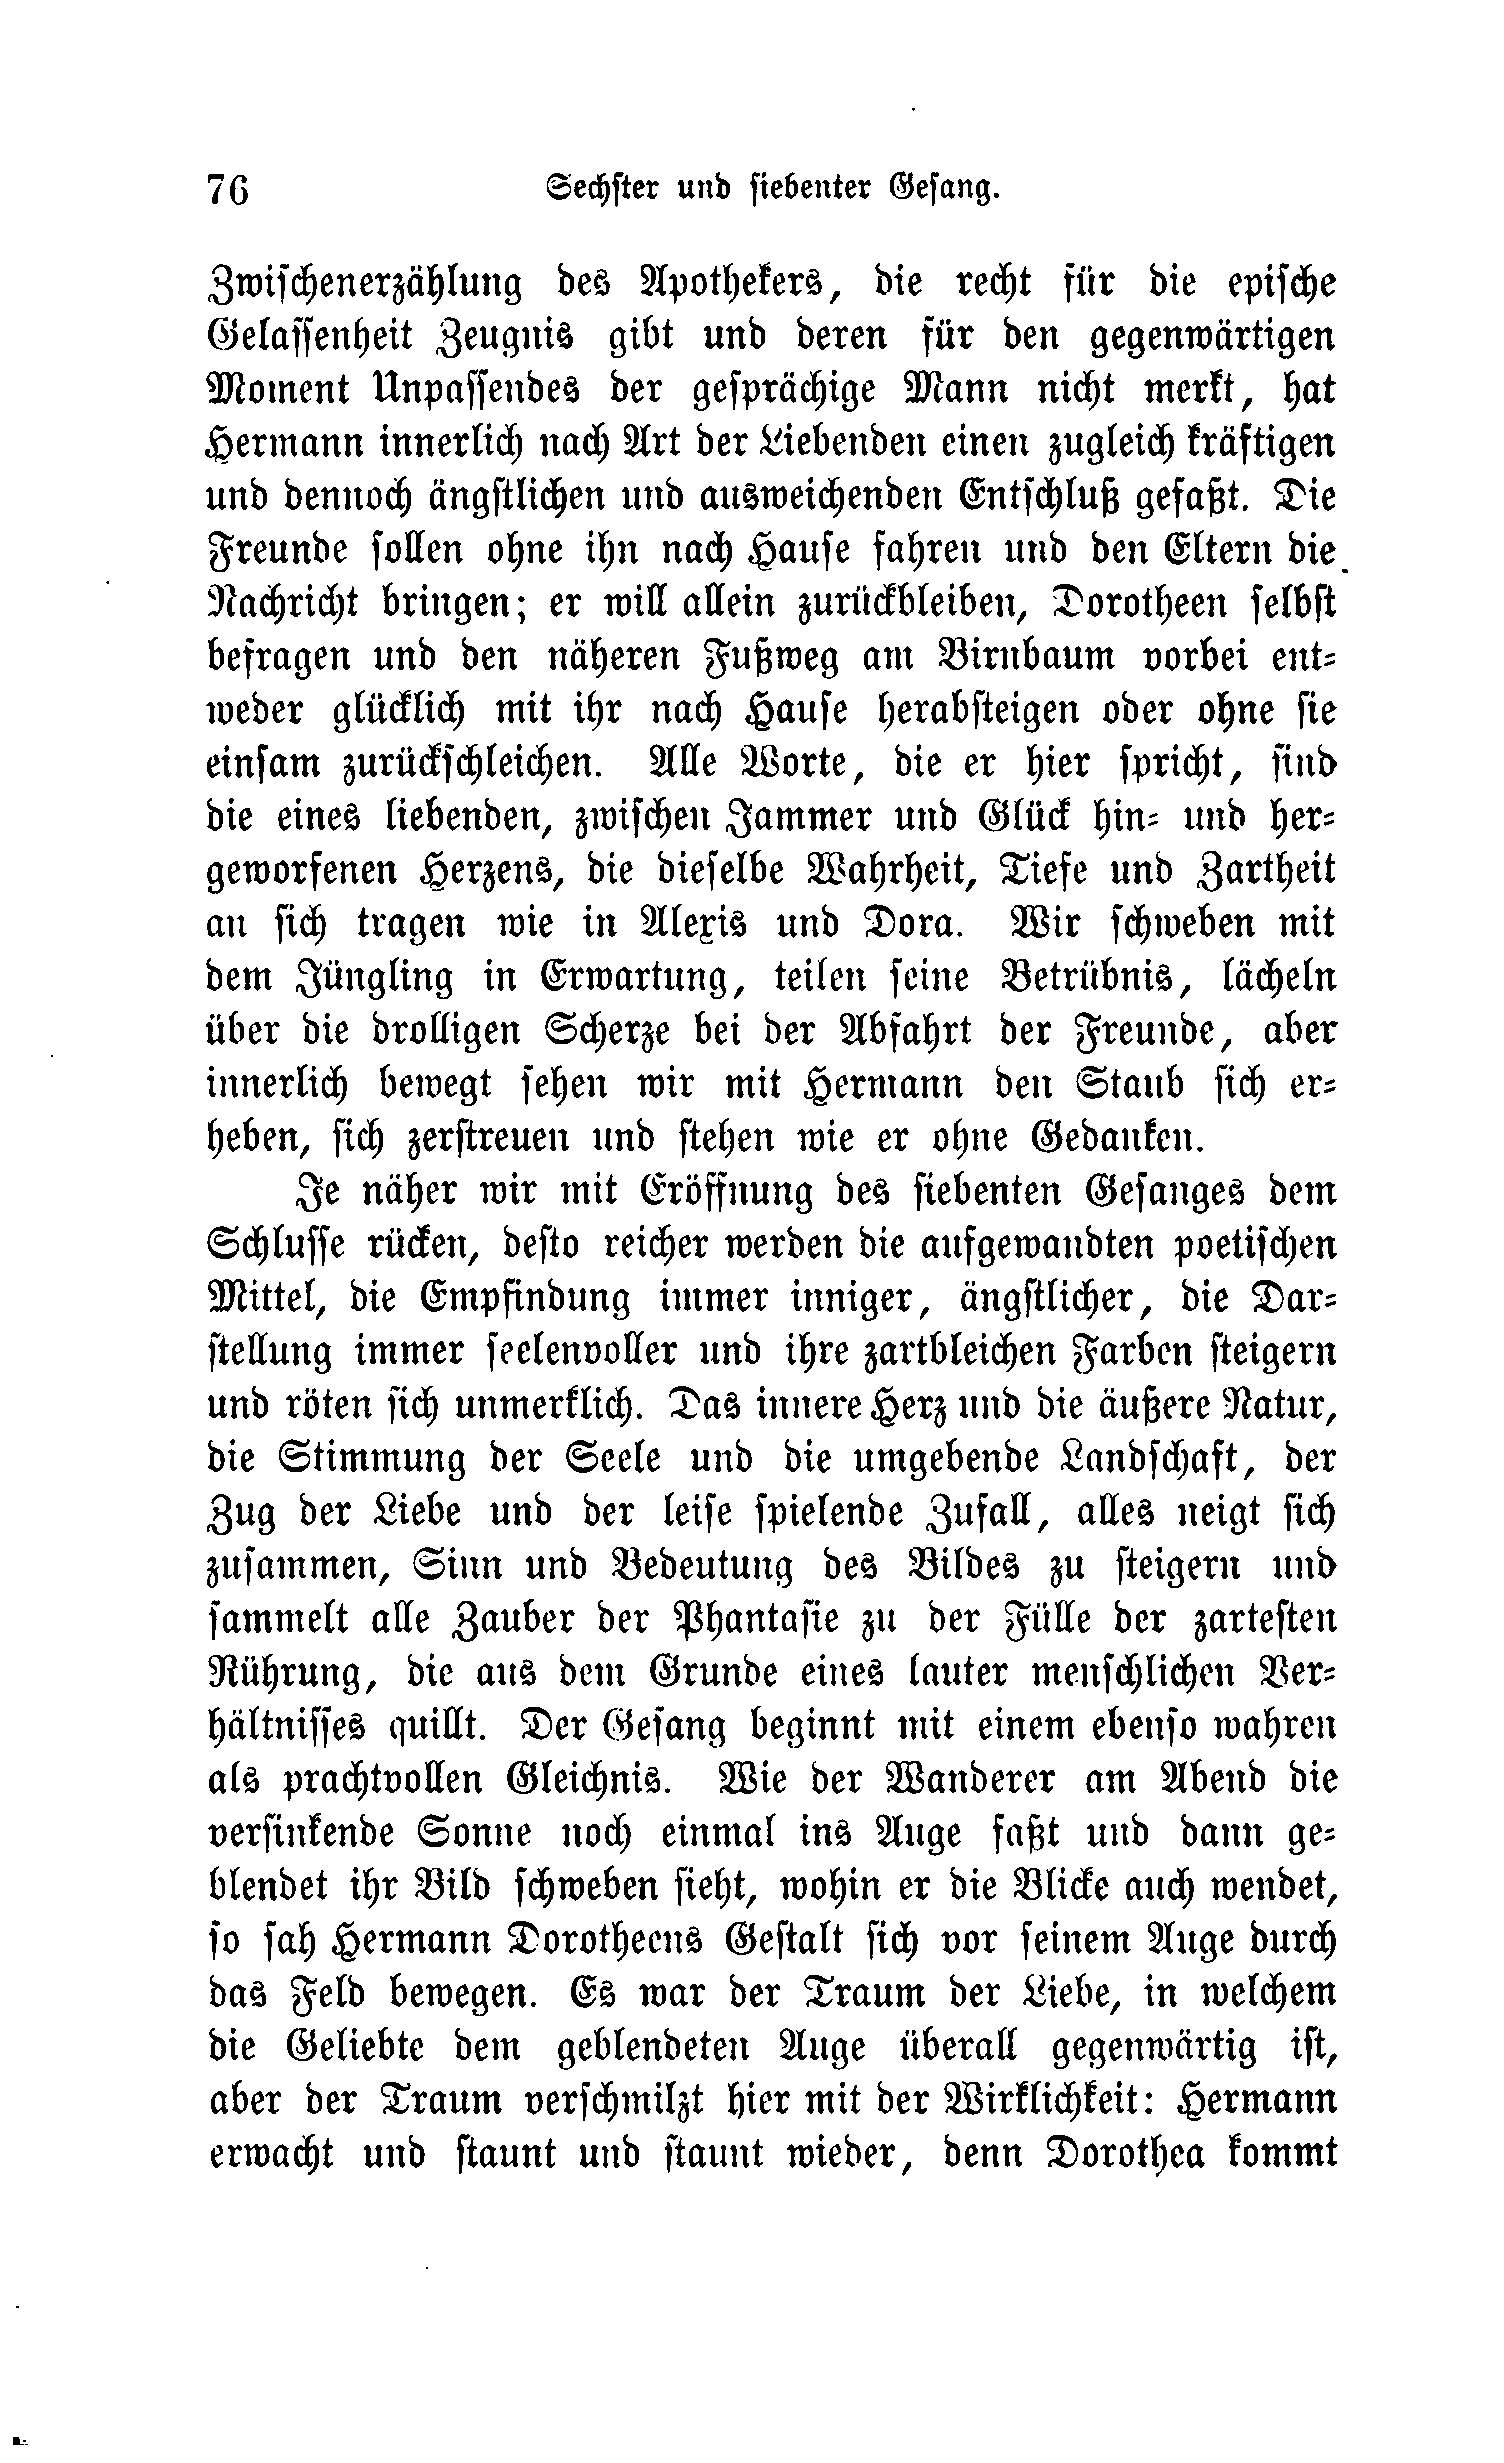 76 Sechster und siebenter Gesang.
Zwischenerzählung des Apothekers, die recht für die epische
Gelassenheit Zeugnis gibt und deren für den gegenwärtigen
Moment Unpassendes der gesprächige Mann nicht merkt, hat
Hermann innerlich nach Art der Liebenden einen zugleich kräftigen
und dennoch ängstlichen und ausweichenden Entschluß gefaßt. Die
Freunde sollen ohne ihn nach Hause fahren und den Eltern die
Nachricht bringen; er will allein zurückbleiben, Dorotheen selbst
befragen und den näheren Fußweg am Birnbaum vorbei ent-
weder glücklich mit ihr nach Hause herabsteigen oder ohne sie
einsam zurückschleichen. Alle Worte, die er hier spricht, sind
die eines liebenden, zwischen Jammer und Glück hin- und her-
geworfenen Herzens, die dieselbe Wahrheit, Tiefe und Zartheit
an sich tragen wie in Alexis und Dora. Wir schweben mit
dem Jüngling in Erwartung, teilen seine Betrübnis, lächeln
über die drolligen Scherze bei der Abfahrt der Freunde, aber
innerlich bewegt sehen wir mit Hermann den Staub sich er-
heben, sich zerstreuen und stehen wie er ohne Gedanken.
Je näher wir mit Eröffnung des siebenten Gesanges dem
Schlusse rücken, desto reicher werden die aufgewandten poetischen
Mittel, die Empfindung immer inniger, ängstlicher, die Dar-
stellung immer seelenvoller und ihre zartbleichen Farben steigern
und röten sich unmerklich. Das innere Herz und die äußere Natur,
die Stimmung der Seele und die umgebende Landschaft, der
Zug der Liebe und der leise spielende Zufall, alles neigt sich
zusammen, Sinn und Bedeutung des Bildes zu steigern und
sammelt alle Zauber der Phantasie zu der Fülle der zartesten
Rührung, die aus dem Grunde eines lauter menschlichen Ver-
hältnisses quillt. Der Gesang beginnt mit einem ebenso wahren
als prachtvollen Gleichnis. Wie der Wanderer am Abend die
versinkende Sonne noch einmal ins Auge faßt und dann ge-
blendet ihr Bild schweben sieht, wohin er die Blicke auch wendet,
so sah Hermann Dorotheens Gestalt sich vor seinem Auge durch
das Feld bewegen. Es war der Traum der Liebe, in welchem
die Geliebte dem geblendeten Auge überall gegenwärtig ist,
aber der Traum verschmilzt hier mit der Wirklichkeit: Hermann
erwacht und staunt und staunt wieder, denn Dorothea kommt